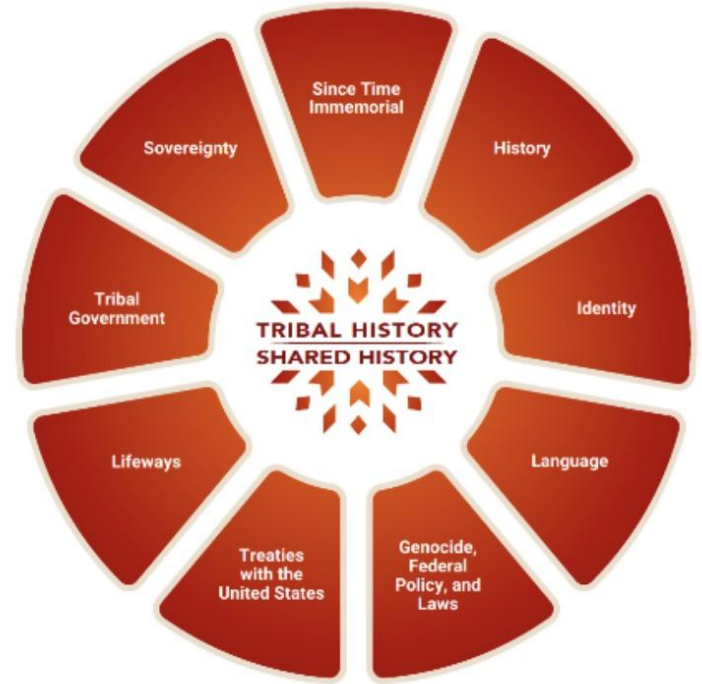 Since Time
Immemorial
History
Identity
Language
Genocide,
Federal
Policy, and
Laws
Treaties
with the
United States
Lifeways
Tribal
Government
Sovereignty
TRIBAL HISTORY
SHARED HISTORY